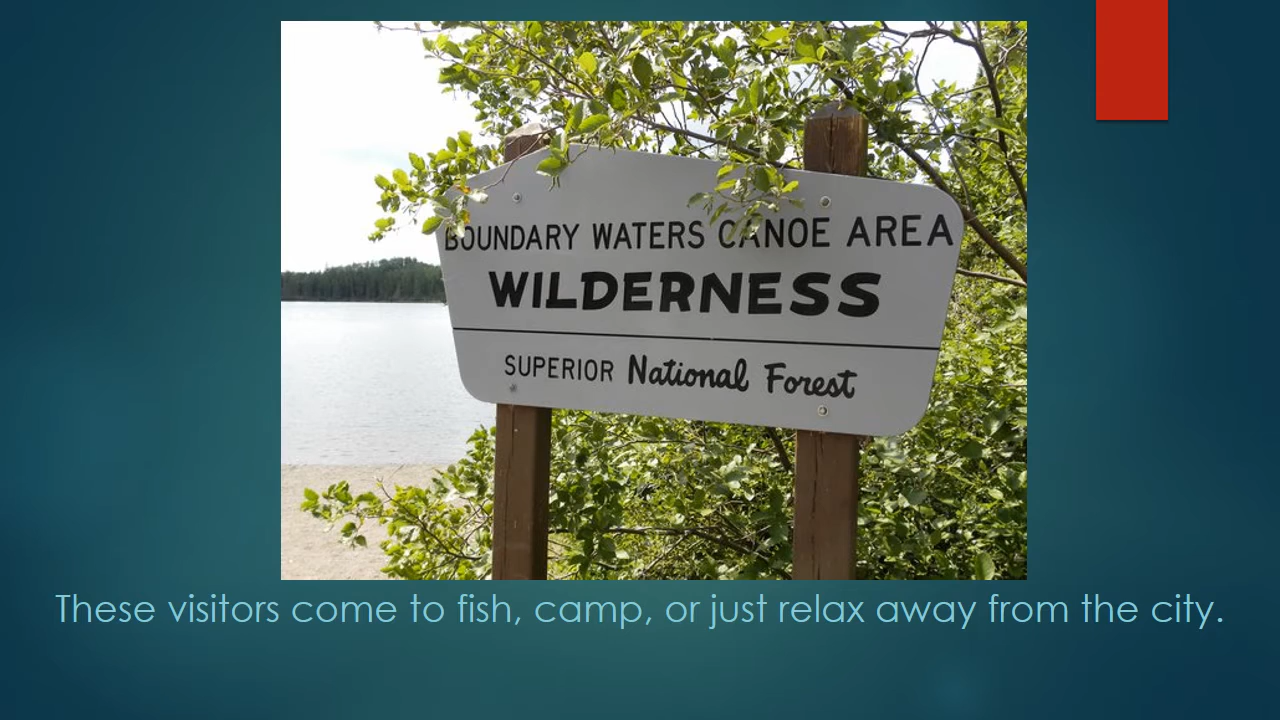 BOUNDARY WATERS CANOE AREA
WILDERNESS
SUPERIOR National Forest
These visitors come to fish, camp, or just relax away from the city.